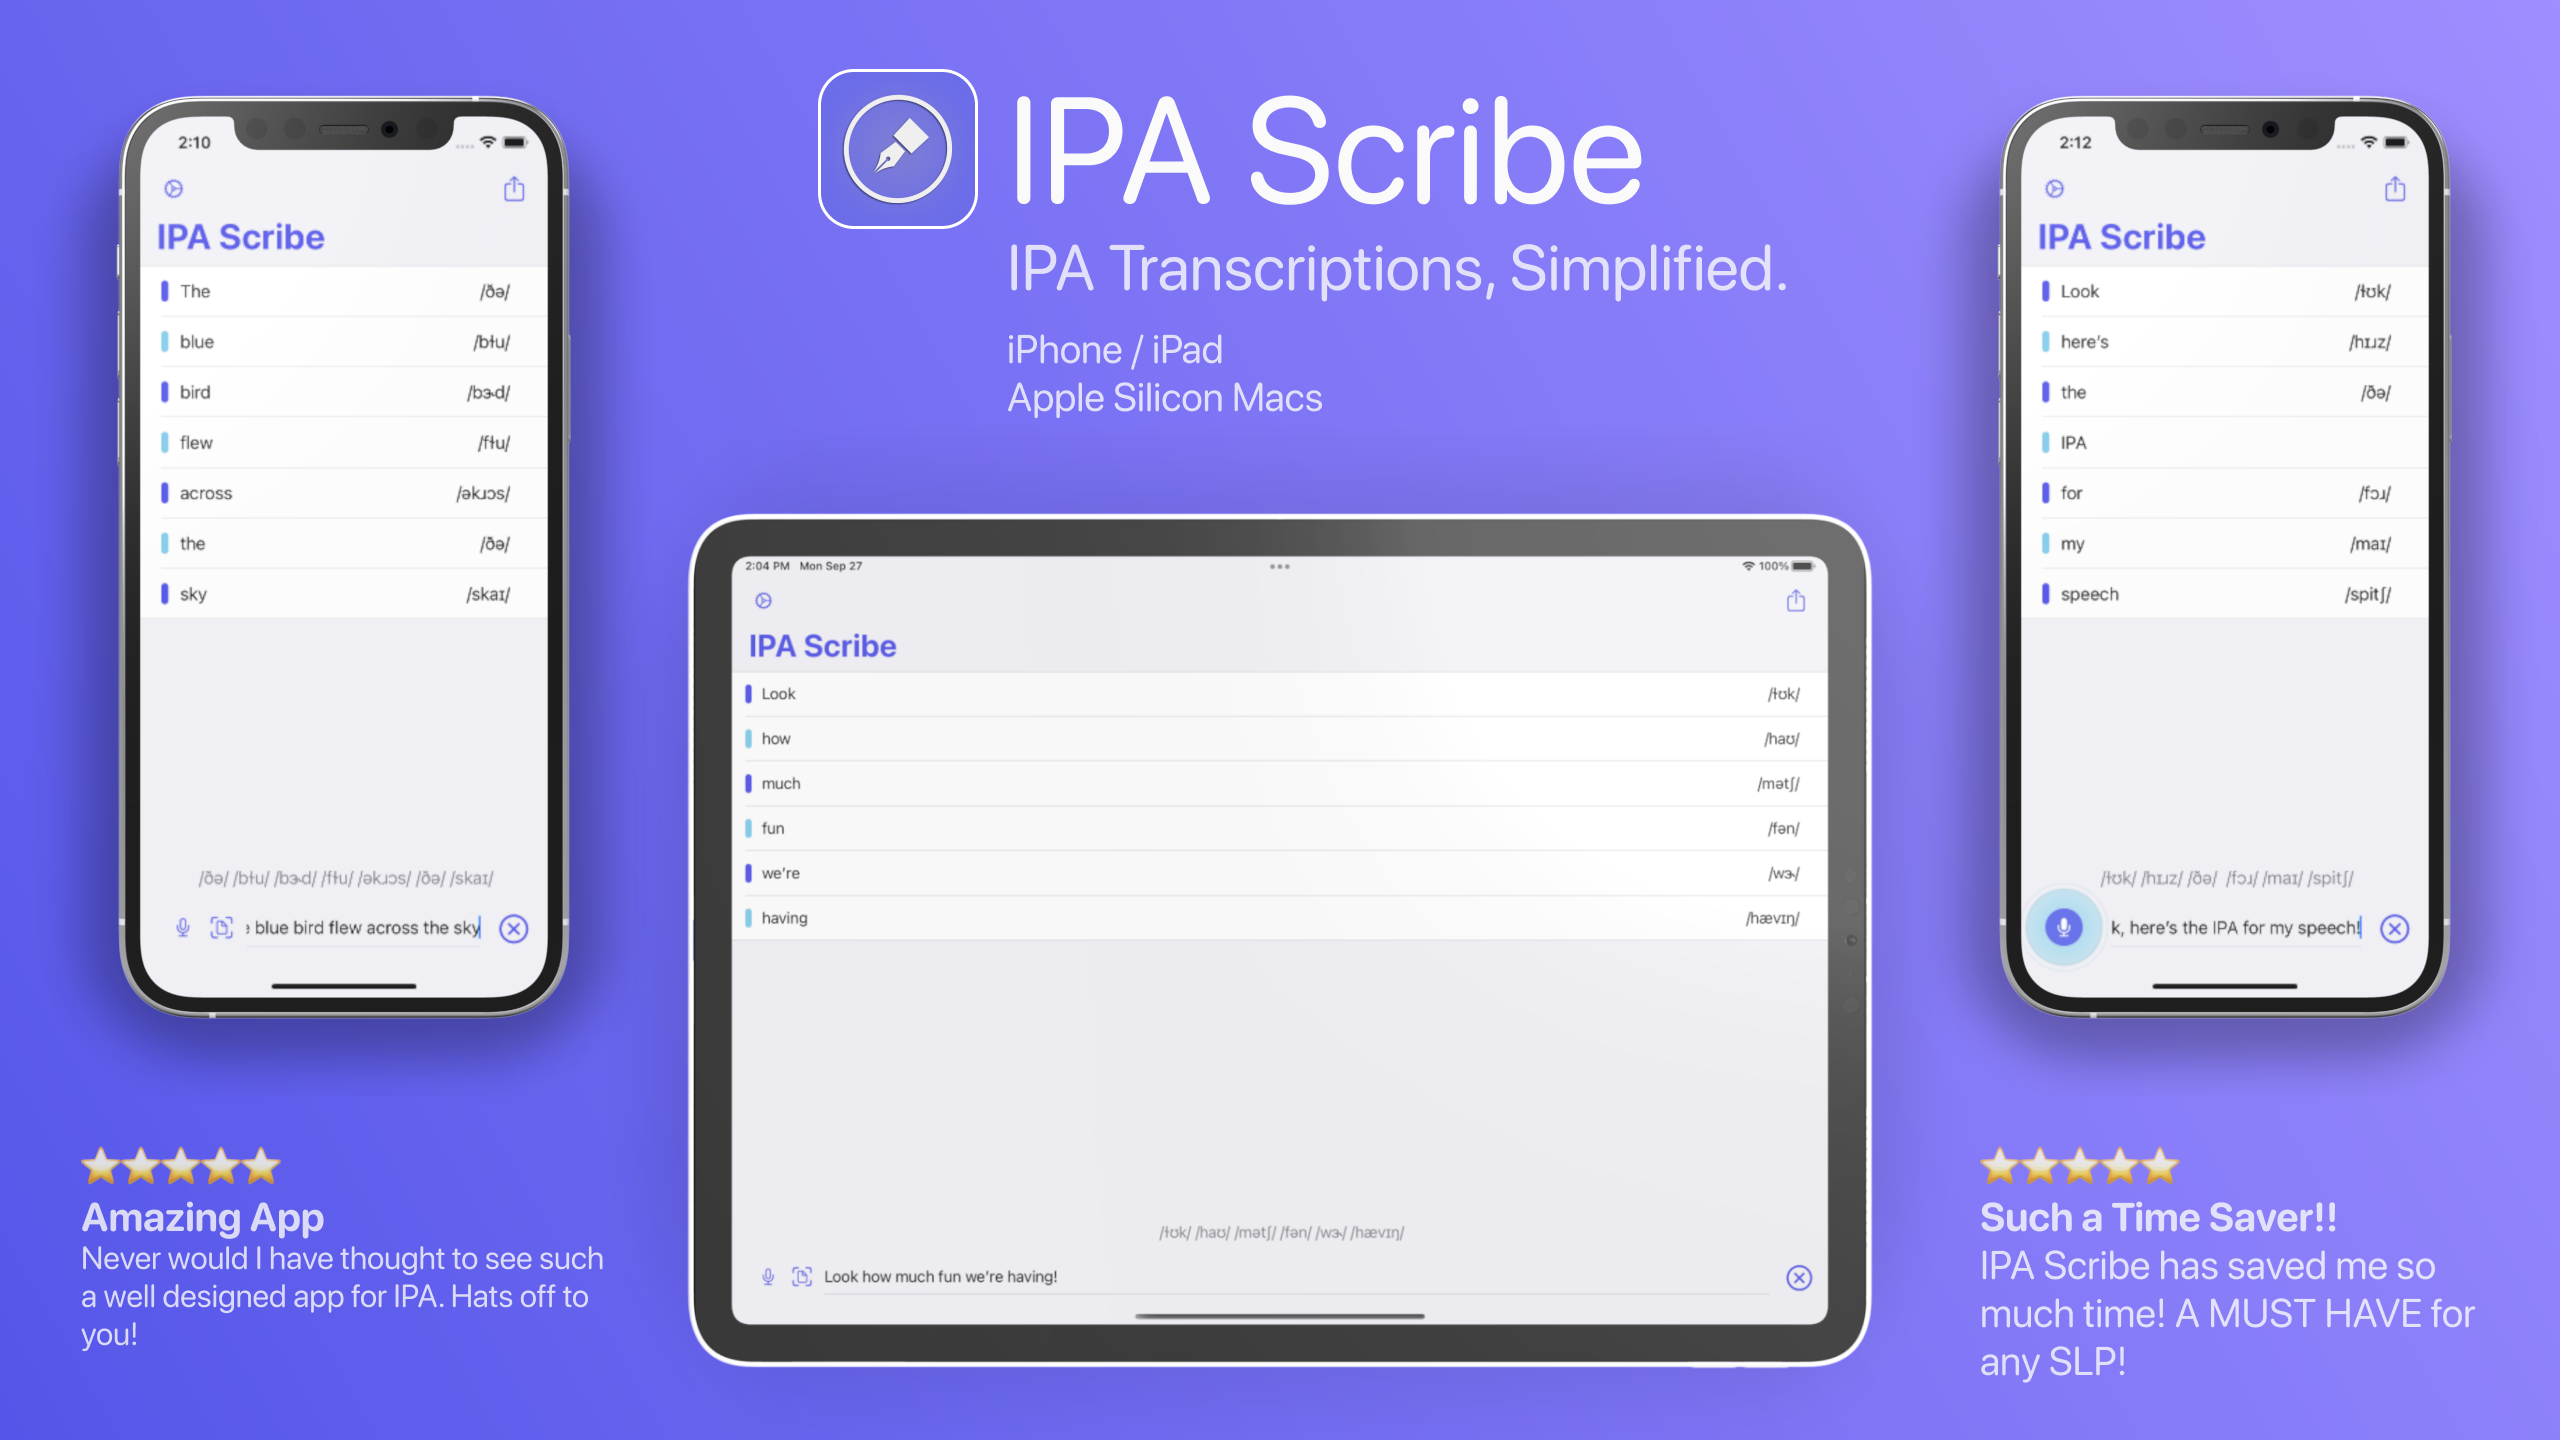 IPA Scribe
IPA Transcriptions, Simplified.
iPhone / iPad
Apple Silicon Macs
2:10
IPA Scribe
The /ðə/
blue /bɫu/
bird /bɝd/
flew /fɫu/
across /əkɹɔs/
the /ðə/
sky /skaɪ/
/ðə/ /bɫu/ /bɝd/ /fɫu/ /əkɹɔs/ /ðə/ /skaɪ/
blue bird flew across the sky
Amazing App
Never would I have thought to see such
a well designed app for IPA. Hats off to
you!
2:04 PM Mon Sep 27
100%
IPA Scribe
Look /ɫʊk/
how /haʊ/
much /mətʃ/
fun /fən/
we’re /wɝ/
having /hævɪŋ/
/ɫʊk/ /haʊ/ /mətʃ/ /fən/ /wɝ/ /hævɪŋ/
Look how much fun we’re having!
2:12
IPA Scribe
Look /ɫʊk/
here’s /hɪɹz/
the /ðə/
IPA
for /fɔɹ/
my /maɪ/
speech /spitʃ/
/ɫʊk/ /hɪɹz/ /ðə/ /fɔɹ/ /maɪ/ /spitʃ/
k, here’s the IPA for my speech!
Such a Time Saver!!
IPA Scribe has saved me so
much time! A MUST HAVE for
any SLP!